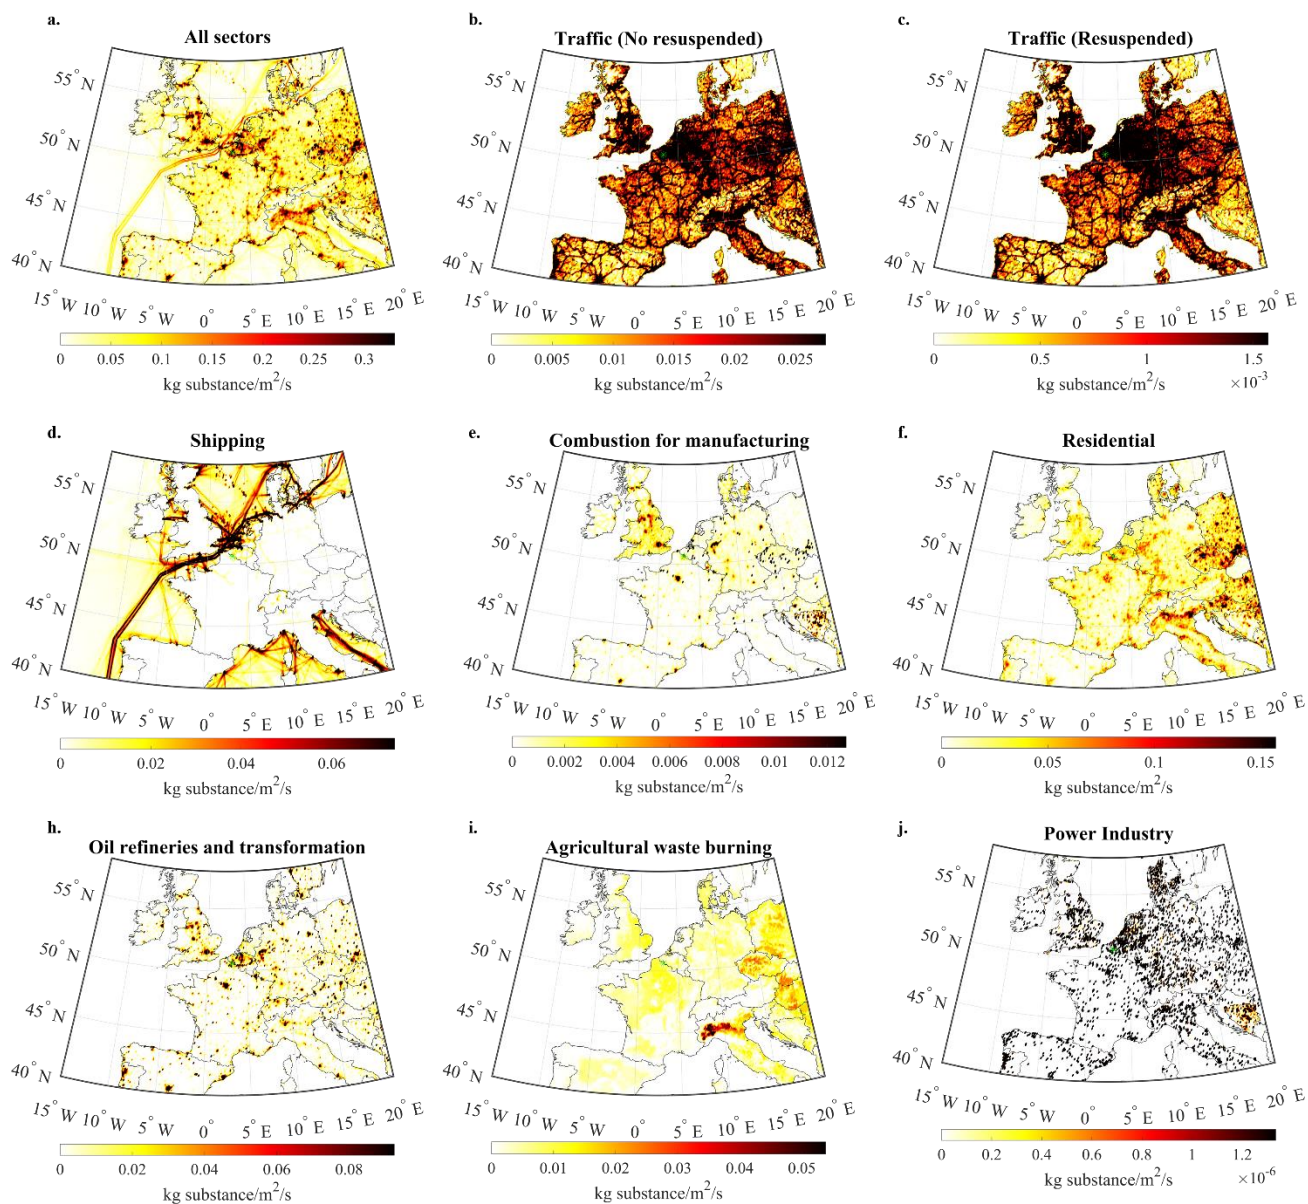 a.
All sectors
55° N
50° N
45° N
40° N
15° W 10° W 5° W 0° 5° E 10° E 15° E 20° E
0 0.05 0.1 0.15 0.2 0.25 0.3
kg substance/m²/s
b.
Traffic (No resuspended)
55° N
50° N
45° N
40° N
15° W 10° W 5° W 0° 5° E 10° E 15° E 20° E
0 0.005 0.01 0.015 0.02 0.025
kg substance/m²/s
c.
Traffic (Resuspended)
55° N
50° N
45° N
40° N
15° W 10° W 5° W 0° 5° E 10° E 15° E 20° E
0 0.5 1 1.5
×10⁻³
kg substance/m²/s
d.
Shipping
55° N
50° N
45° N
40° N
15° W 10° W 5° W 0° 5° E 10° E 15° E 20° E
0 0.02 0.04 0.06
kg substance/m²/s
e.
Combustion for manufacturing
55° N
50° N
45° N
40° N
15° W 10° W 5° W 0° 5° E 10° E 15° E 20° E
0 0.002 0.004 0.006 0.008 0.01 0.012
kg substance/m²/s
f.
Residential
55° N
50° N
45° N
40° N
15° W 10° W 5° W 0° 5° E 10° E 15° E 20° E
0 0.05 0.1 0.15
kg substance/m²/s
h.
Oil refineries and transformation
55° N
50° N
45° N
40° N
15° W 10° W 5° W 0° 5° E 10° E 15° E 20° E
0 0.02 0.04 0.06 0.08
kg substance/m²/s
i.
Agricultural waste burning
55° N
50° N
45° N
40° N
15° W 10° W 5° W 0° 5° E 10° E 15° E 20° E
0 0.01 0.02 0.03 0.04 0.05
kg substance/m²/s
j.
Power Industry
55° N
50° N
45° N
40° N
15° W 10° W 5° W 0° 5° E 10° E 15° E 20° E
0 0.2 0.4 0.6 0.8 1 1.2
×10⁻⁶
kg substance/m²/s